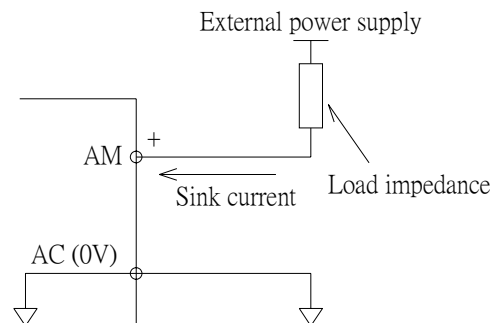 External power supply
+
AM
Sink current
Load impedance
AC (0V)